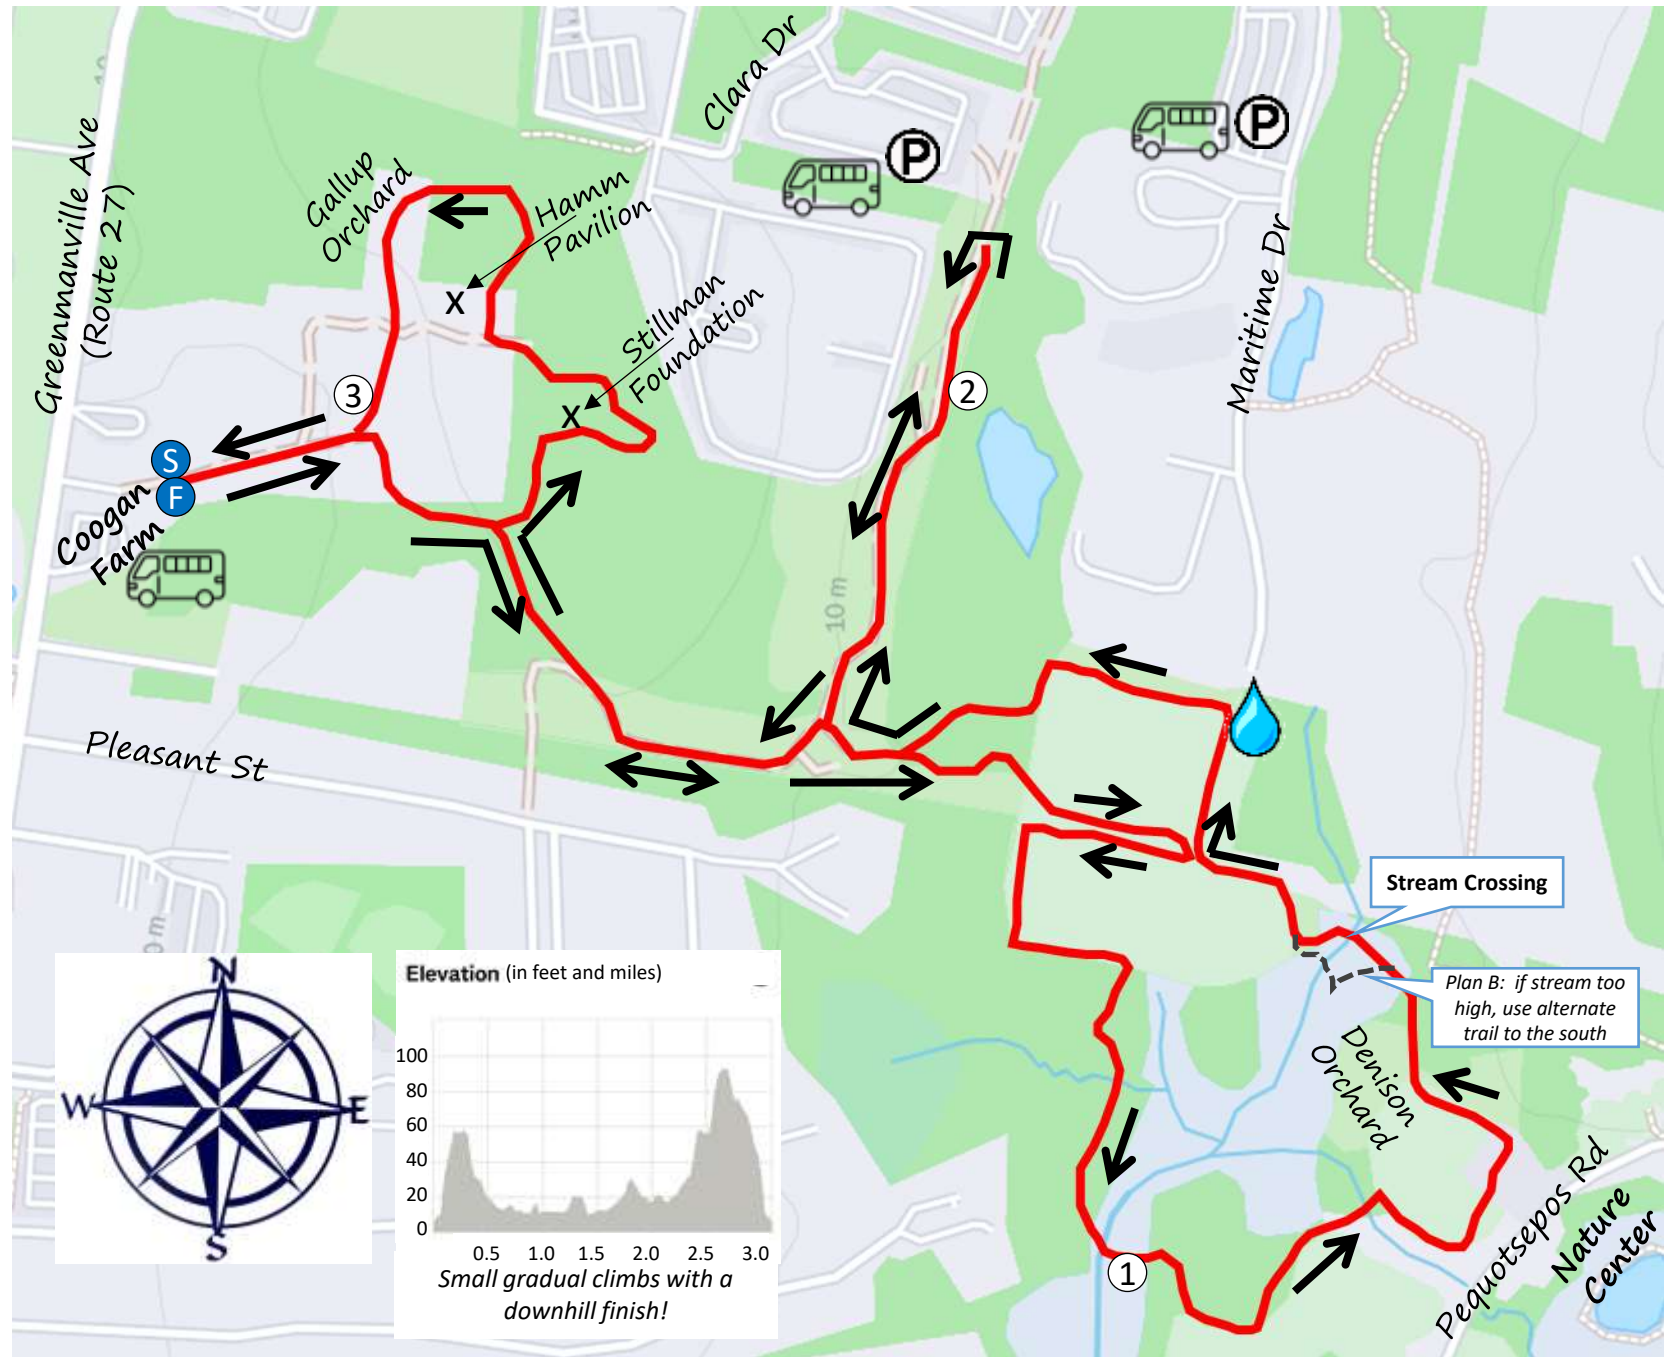 Clara Dr
P
P
Greenmanville Ave
(Route 27)
Gallup
Orchard
Hamm
Pavilion
X
Stillman
Foundation
X
Maritime Dr
3
2
S
F
Coogan
Farm
10 m
Pleasant St
Stream Crossing
Plan B: if stream too
high, use alternate
trail to the south
Denison
Orchard
1
Pequotsepos Rd
Nature
Center
N
W
E
S
Elevation (in feet and miles)
100
80
60
40
20
0
0.5 1.0 1.5 2.0 2.5 3.0
Small gradual climbs with a
downhill finish!